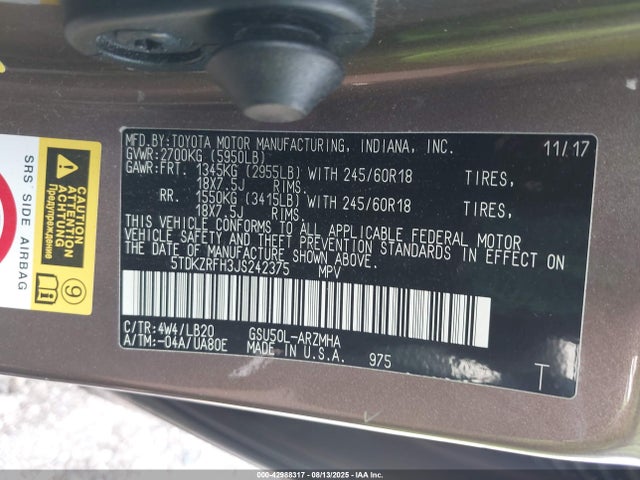 MFD.BY:TOYOTA MOTOR MANUFACTURING, INDIANA, INC. 11/17
GVWR:2700KG (5950LB)
GAWR:FRT. 1345KG (2955LB) WITH 245/60R18 TIRES,
18X7.5J RIMS.
RR. 1550KG (3415LB) WITH 245/60R18 TIRES,
18X7.5J RIMS.
THIS VEHICLE CONFORMS TO ALL APPLICABLE FEDERAL MOTOR
VEHICLE SAFETY AND THEFT PREVENTION STANDARDS IN EFFECT ON
THE DATE OF MANUFACTURE SHOWN ABOVE.
5TDKZRFH3JS242375 MPV
C/TR:4W4/LB20 GSU50L-ARZMHA
A/TM:-04A/UA80E MADE IN U.S.A. 975
T
SRS SIDE AIRBAG
CAUTION
ATTENTION
ACHTUNG
Предупреждение
9
000-42988317 - 08/13/2025 - IAA, Inc.